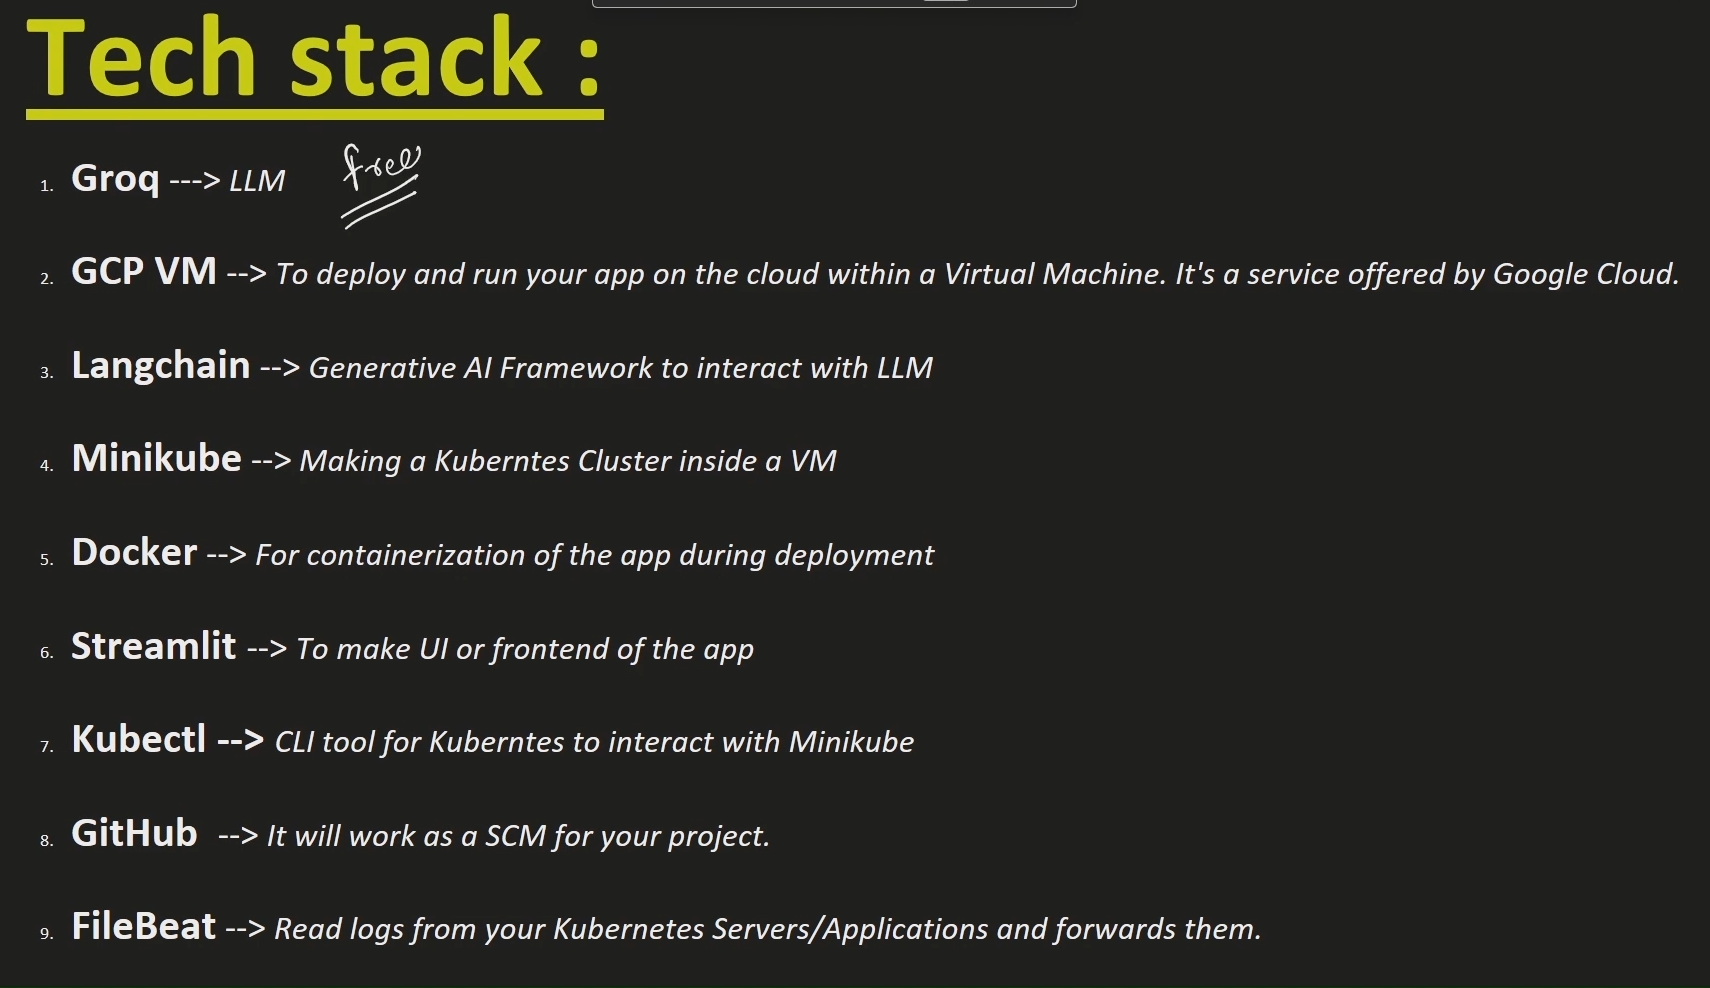 Tech stack :
1. Groq ---> LLM free
2. GCP VM --> To deploy and run your app on the cloud within a Virtual Machine. It's a service offered by Google Cloud.
3. Langchain --> Generative AI Framework to interact with LLM
4. Minikube --> Making a Kuberntes Cluster inside a VM
5. Docker --> For containerization of the app during deployment
6. Streamlit --> To make UI or frontend of the app
7. Kubectl --> CLI tool for Kuberntes to interact with Minikube
8. GitHub --> It will work as a SCM for your project.
9. FileBeat --> Read logs from your Kubernetes Servers/Applications and forwards them.